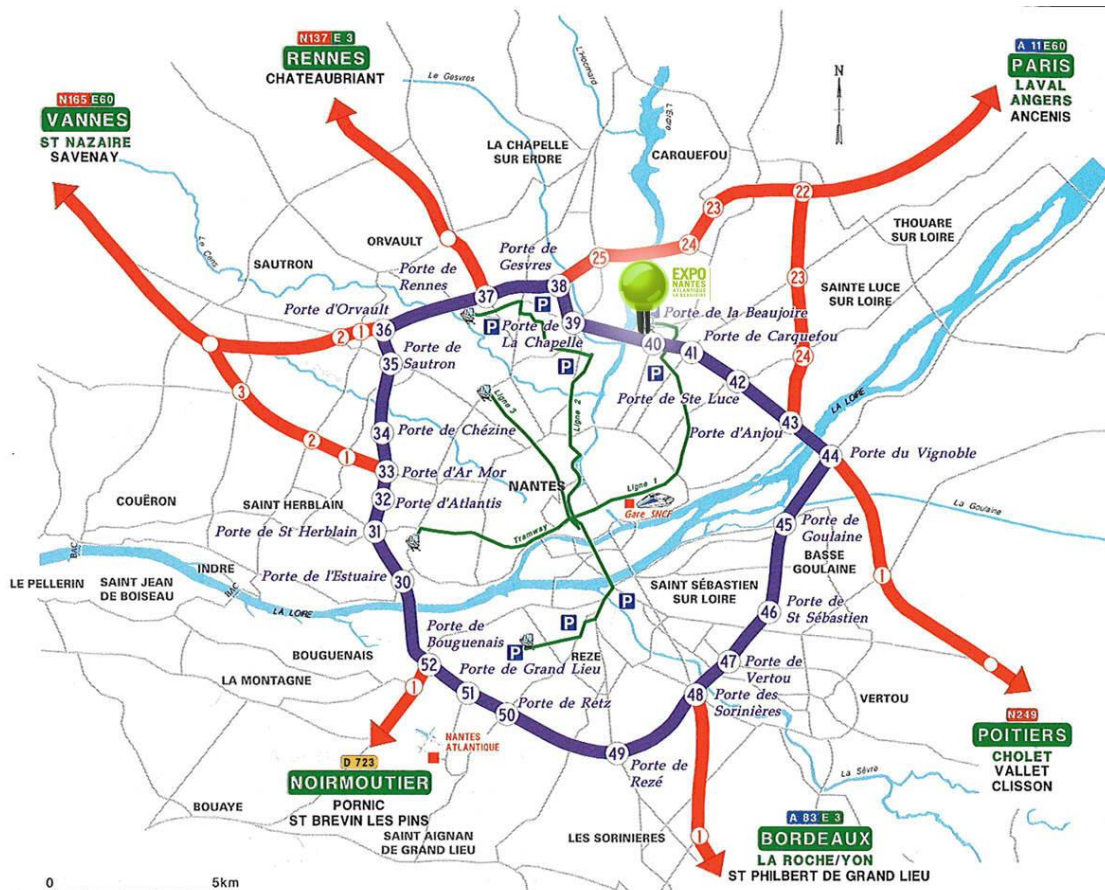 N137 E 3
RENNES
CHATEAUBRIANT
N165 E60
VANNES
ST NAZAIRE
SAVENAY
A 11 E60
PARIS
LAVAL
ANGERS
ANCENIS
N
Le Gesvres
L'Hocmard
L'Erdre
LA CHAPELLE
SUR ERDRE
CARQUEFOU
THOUARE
SUR LOIRE
SAINTE LUCE
SUR LOIRE
ORVAULT
SAUTRON
Le Cens
22
23
24
25
23
24
EXPO
NANTES
ATLANTIQUE
LA BEAUJOIRE
Porte de
Gesvres
38
Porte de
Rennes
37
Porte d'Orvault
36
2
1
Porte de
Sautron
35
P
P
Porte de
La Chapelle
39
P
Porte de la Beaujoire
40
P
Porte de Carquefou
41
42
Porte de Ste Luce
43
Porte d'Anjou
44
Porte du Vignoble
LA LOIRE
3
2
1
Ligne 3
Ligne 2
Ligne 1
34
Porte de Chézine
33
Porte d'Ar Mor
32
Porte d'Atlantis
31
Porte de St Herblain
30
Porte de l'Estuaire
NANTES
Gare SNCF
Tramway
COUËRON
SAINT HERBLAIN
La Goulaine
45
Porte de
Goulaine
BASSE
GOULAINE
BAC
INDRE
LE PELLERIN
SAINT JEAN
DE BOISEAU
BAC
LA LOIRE
SAINT SÉBASTIEN
SUR LOIRE
1
46
Porte de
St Sébastien
P
P
P
REZE
BOUGUENAIS
LA MONTAGNE
Porte de
Bouguenais
52
1
Porte de Grand Lieu
51
Porte de Retz
50
49
Porte de
Rezé
48
Porte des
Sorinières
47
Porte de
Vertou
VERTOU
NANTES
ATLANTIQUE
D 723
NOIRMOUTIER
PORNIC
ST BREVIN LES PINS
BOUAYE
SAINT AIGNAN
DE GRAND LIEU
LES SORINIERES
1
La Sèvre
N249
POITIERS
CHOLET
VALLET
CLISSON
A 83 E 3
BORDEAUX
LA ROCHE/YON
ST PHILBERT DE GRAND LIEU
0 5km